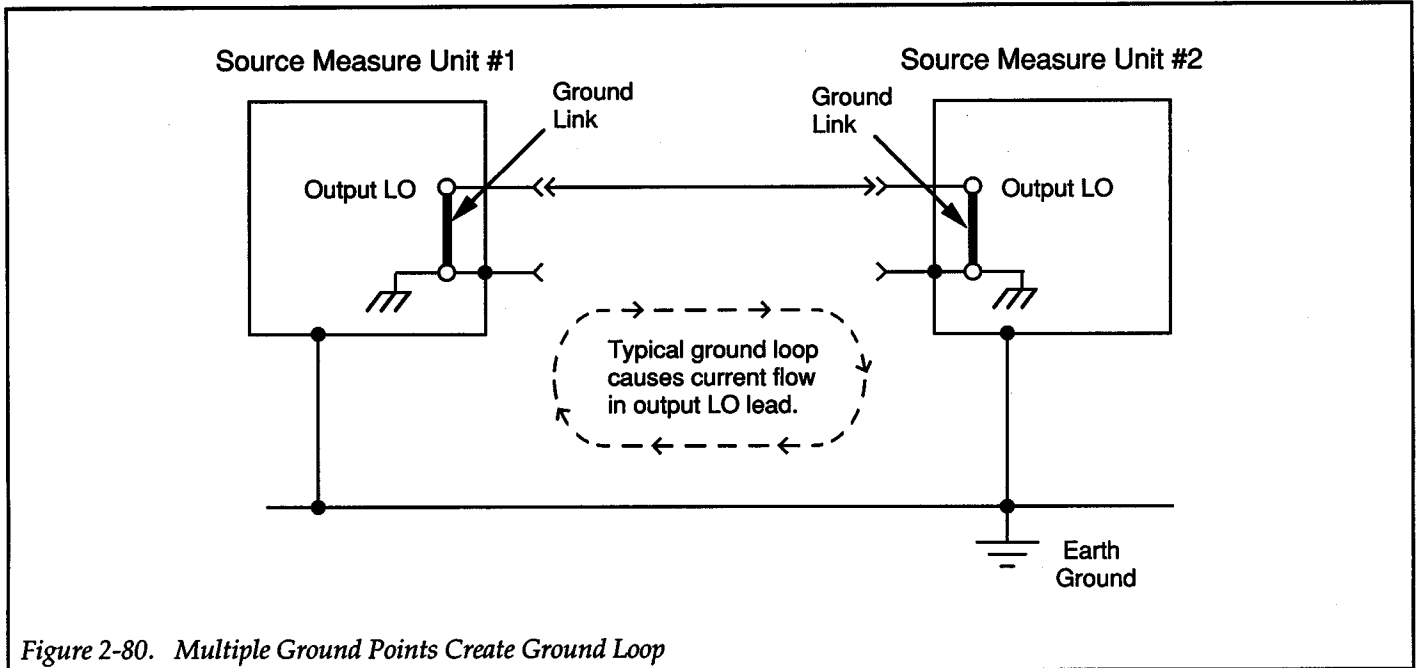 Source Measure Unit #1
Source Measure Unit #2
Ground
Link
Ground
Link
Output LO
Output LO
Typical ground loop
causes current flow
in output LO lead.
Earth
Ground
Figure 2-80. Multiple Ground Points Create Ground Loop